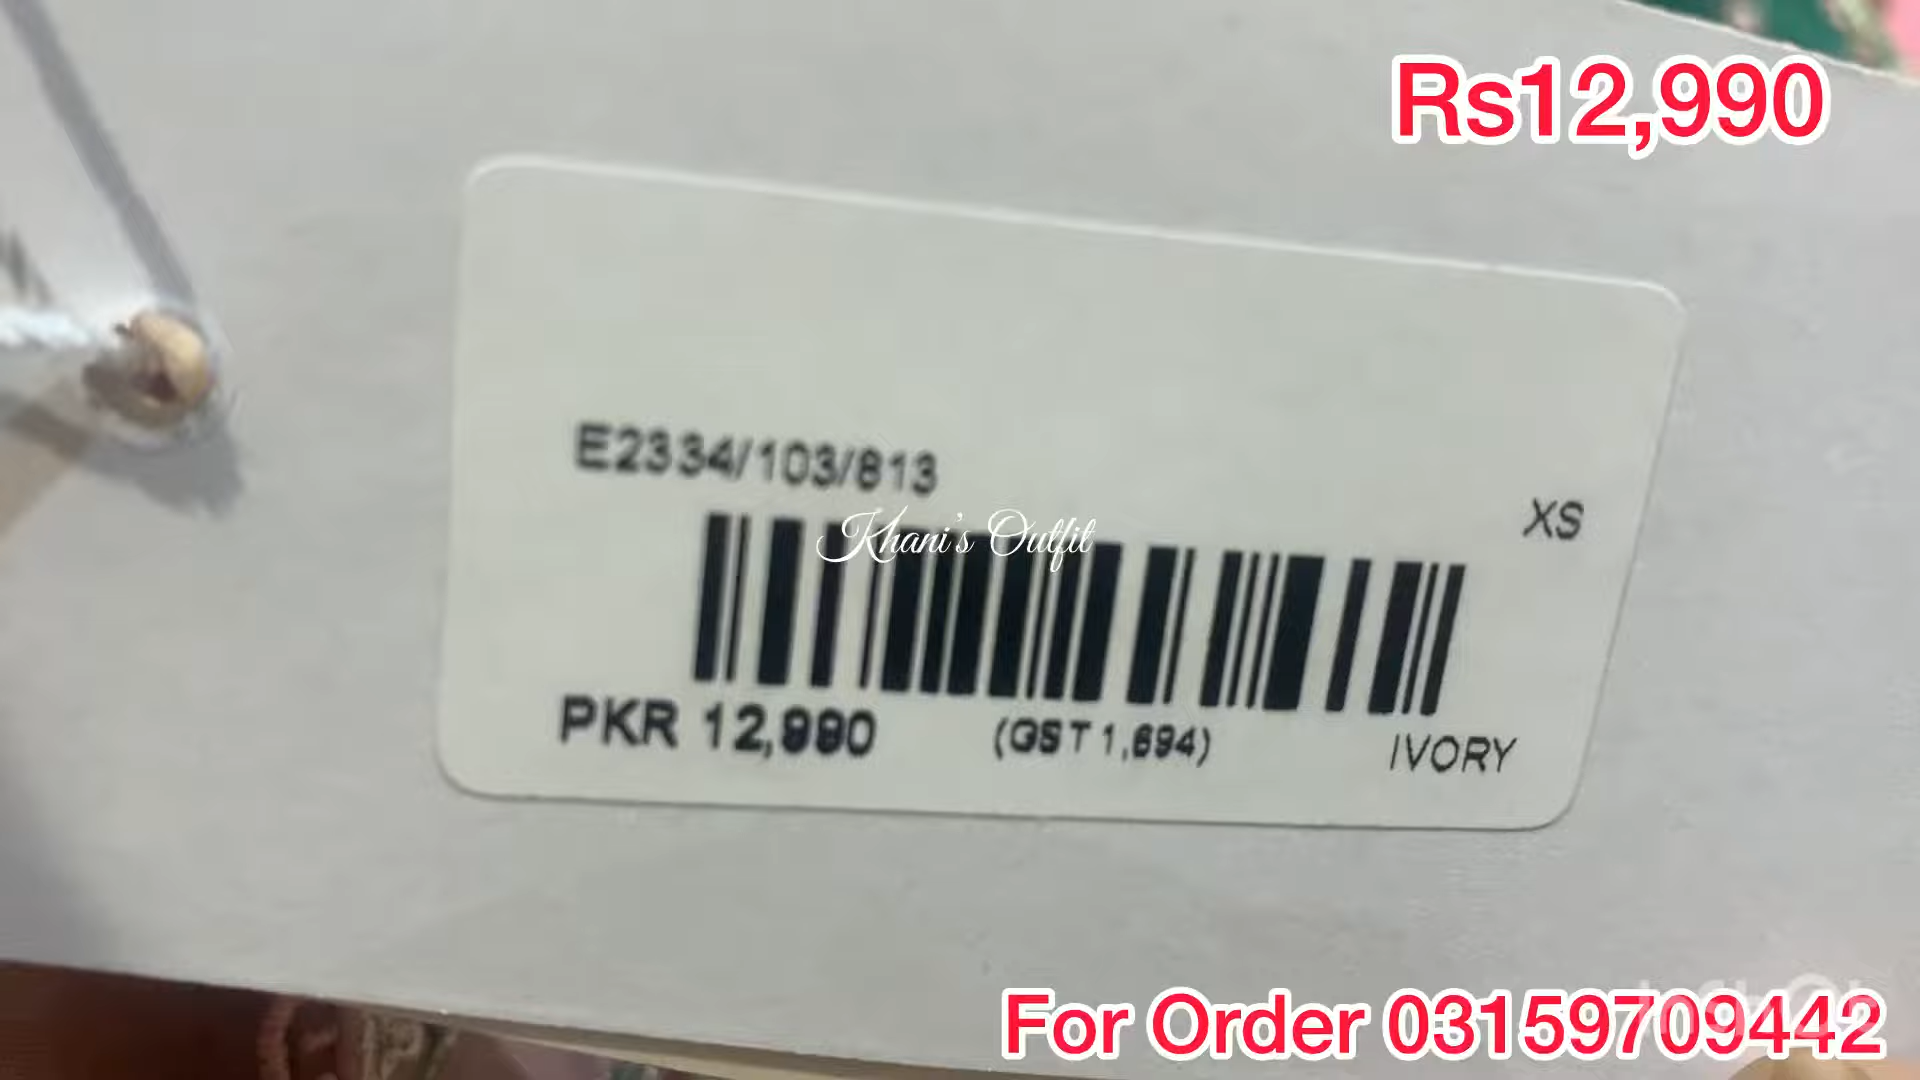 Rs12,990
E2334/103/813
XS
Khani's Outfit
PKR 12,990
(GST 1,694)
IVORY
For Order 03159709442